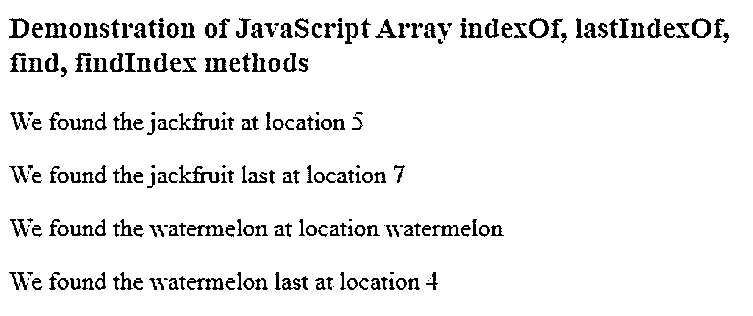 Demonstration of JavaScript Array indexOf, lastIndexOf,
find, findIndex methods
We found the jackfruit at location 5
We found the jackfruit last at location 7
We found the watermelon at location watermelon
We found the watermelon last at location 4